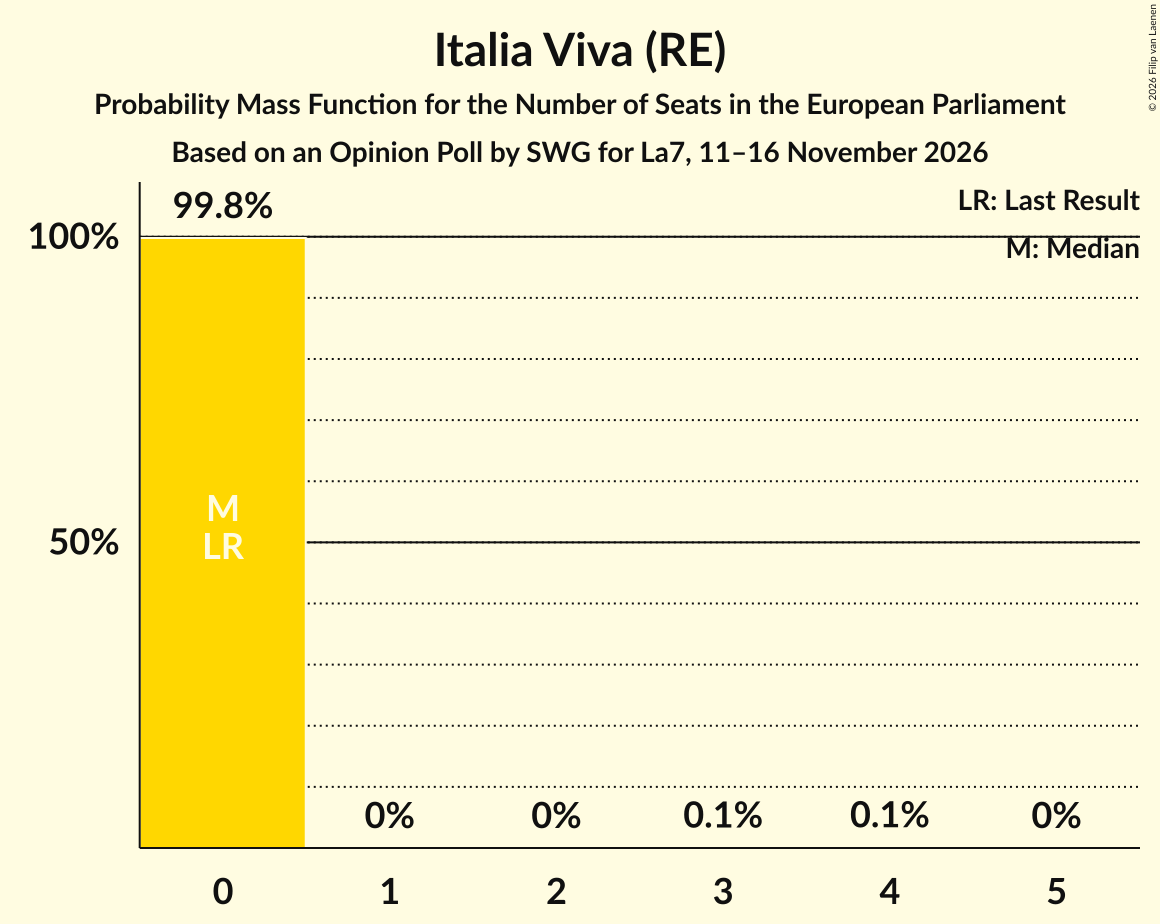 Italia Viva (RE)
Probability Mass Function for the Number of Seats in the European Parliament
Based on an Opinion Poll by SWG for La7, 11–16 November 2026
© 2026 Filip van Laenen
LR: Last Result
M: Median
99.8%
100%
50%
M
LR
0%
0%
0.1%
0.1%
0%
0
1
2
3
4
5